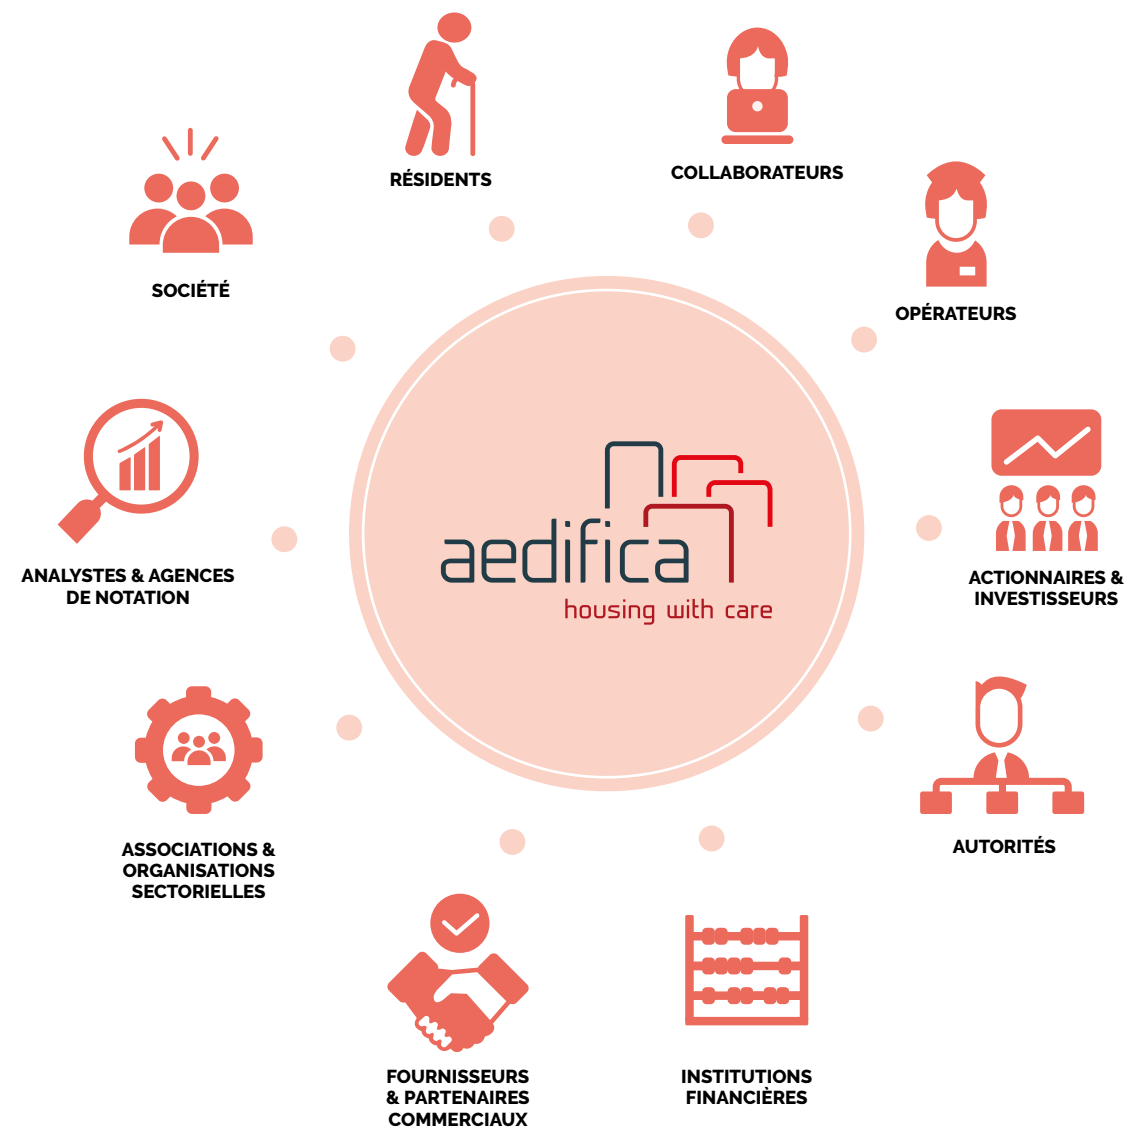 RÉSIDENTS
COLLABORATEURS
SOCIÉTÉ
OPÉRATEURS
aedifica
housing with care
ANALYSTES & AGENCES
DE NOTATION
ACTIONNAIRES &
INVESTISSEURS
ASSOCIATIONS &
ORGANISATIONS
SECTORIELLES
AUTORITÉS
FOURNISSEURS
& PARTENAIRES
COMMERCIAUX
INSTITUTIONS
FINANCIÈRES